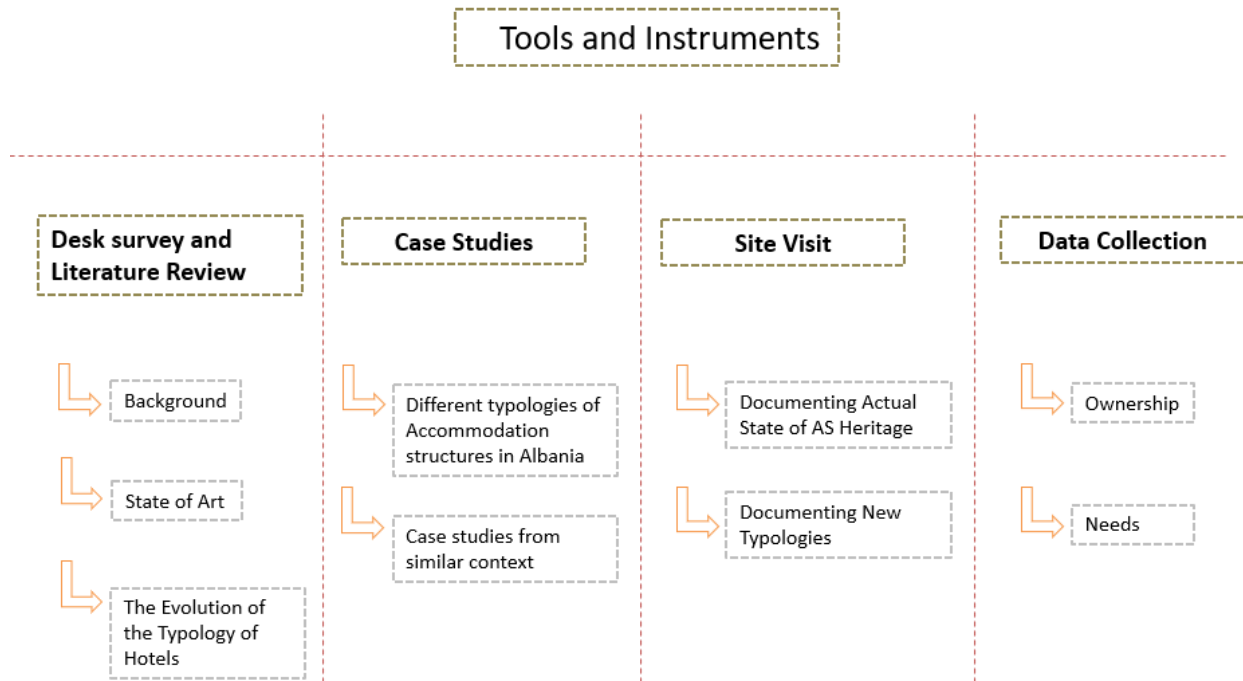 Tools and Instruments
Desk survey and
Literature Review
Background
State of Art
The Evolution of
the Typology of
Hotels
Case Studies
Different typologies of
Accommodation
structures in Albania
Case studies from
similar context
Site Visit
Documenting Actual
State of AS Heritage
Documenting New
Typologies
Data Collection
Ownership
Needs